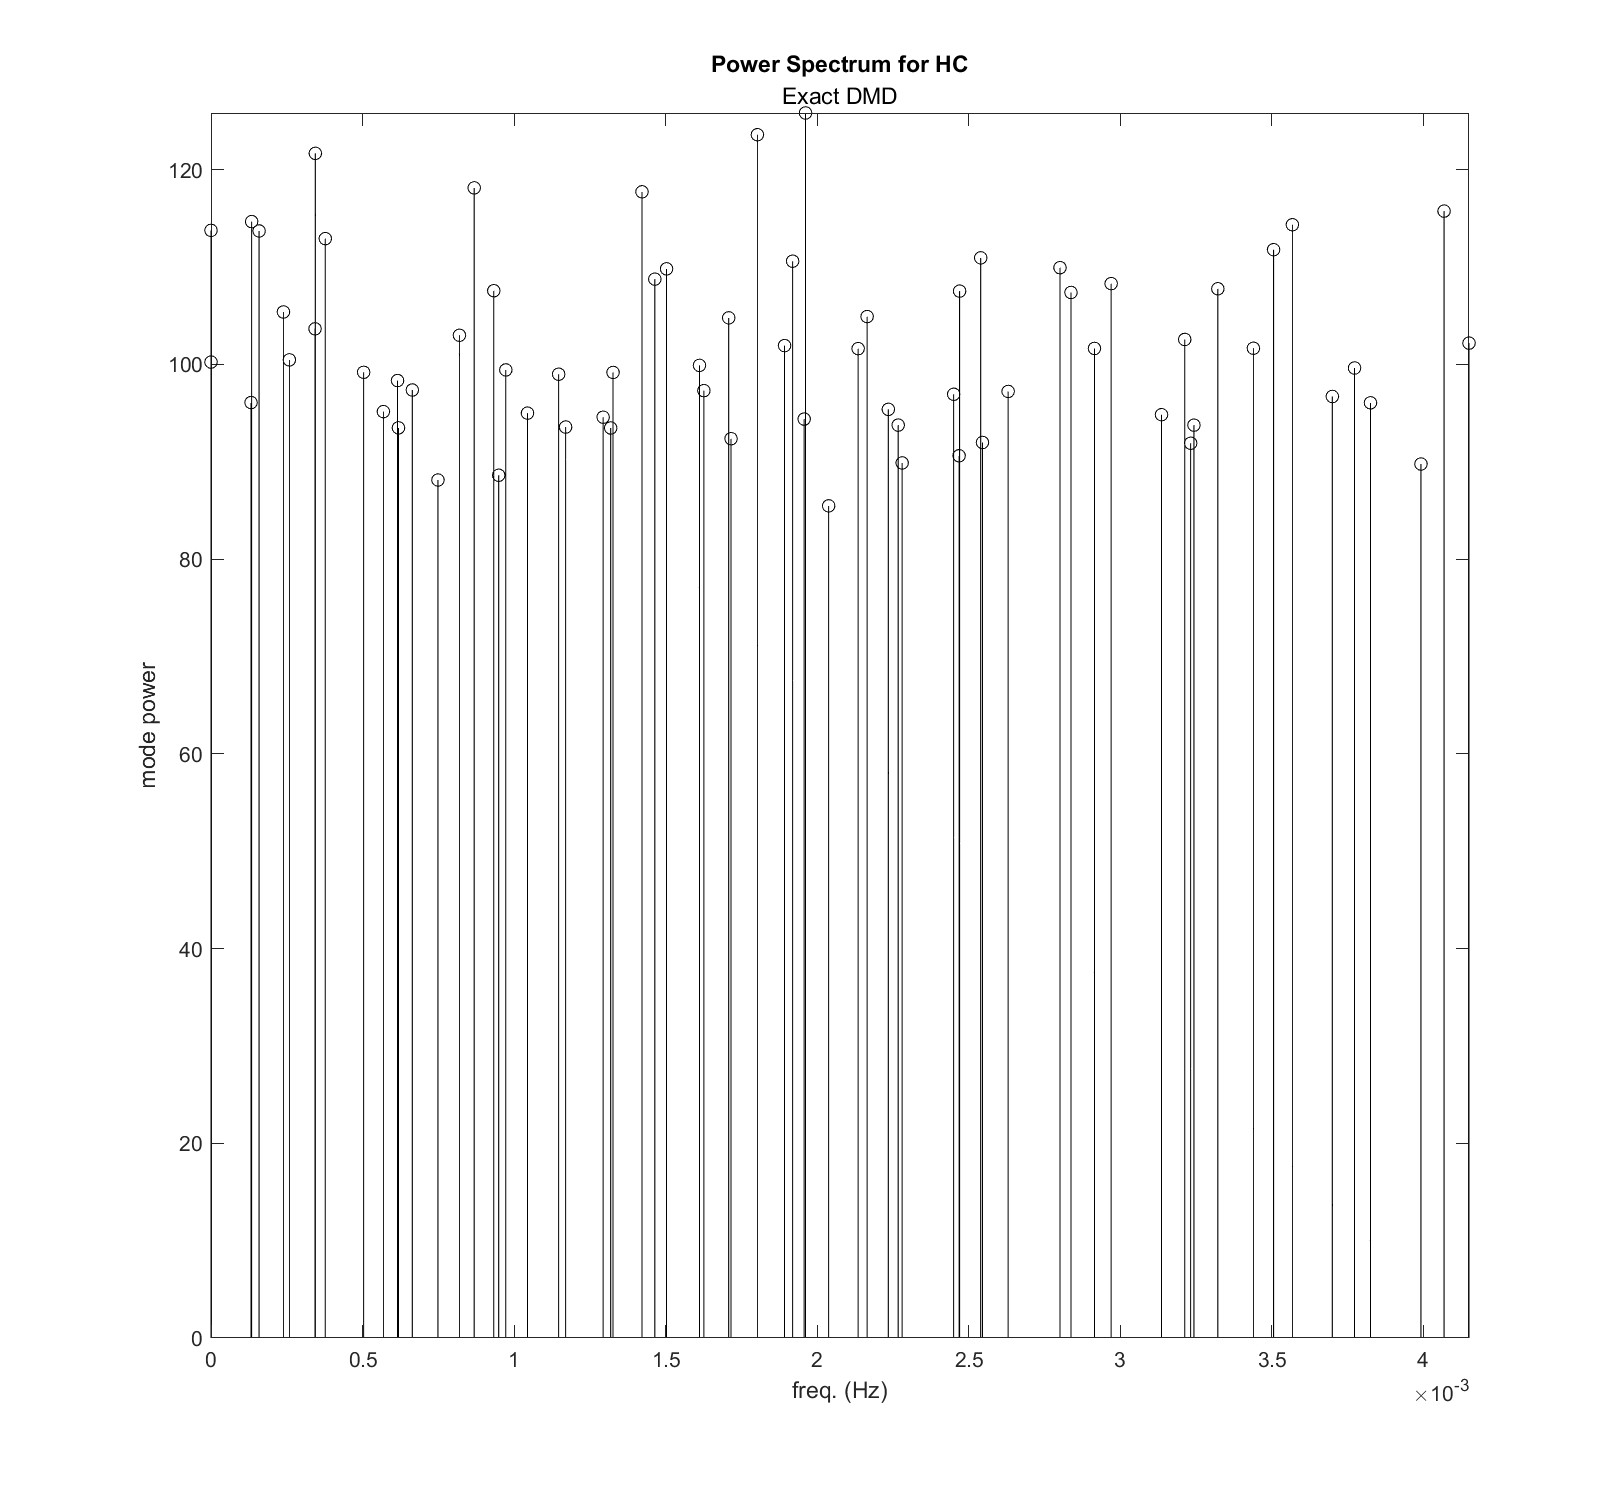 Power Spectrum for HC
Exact DMD
120
100
80
60
40
20
0
mode power
0 0.5 1 1.5 2 2.5 3 3.5 4
×10-3
freq. (Hz)